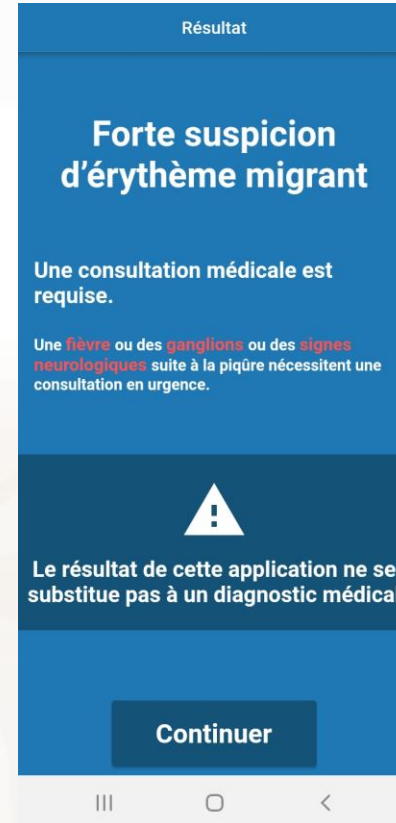 Résultat
Forte suspicion
d’érythème migrant
Une consultation médicale est
requise.
Une fièvre ou des ganglions ou des signes
neurologiques suite à la piqûre nécessitent une
consultation en urgence.
Le résultat de cette application ne se
substitue pas à un diagnostic médica
Continuer